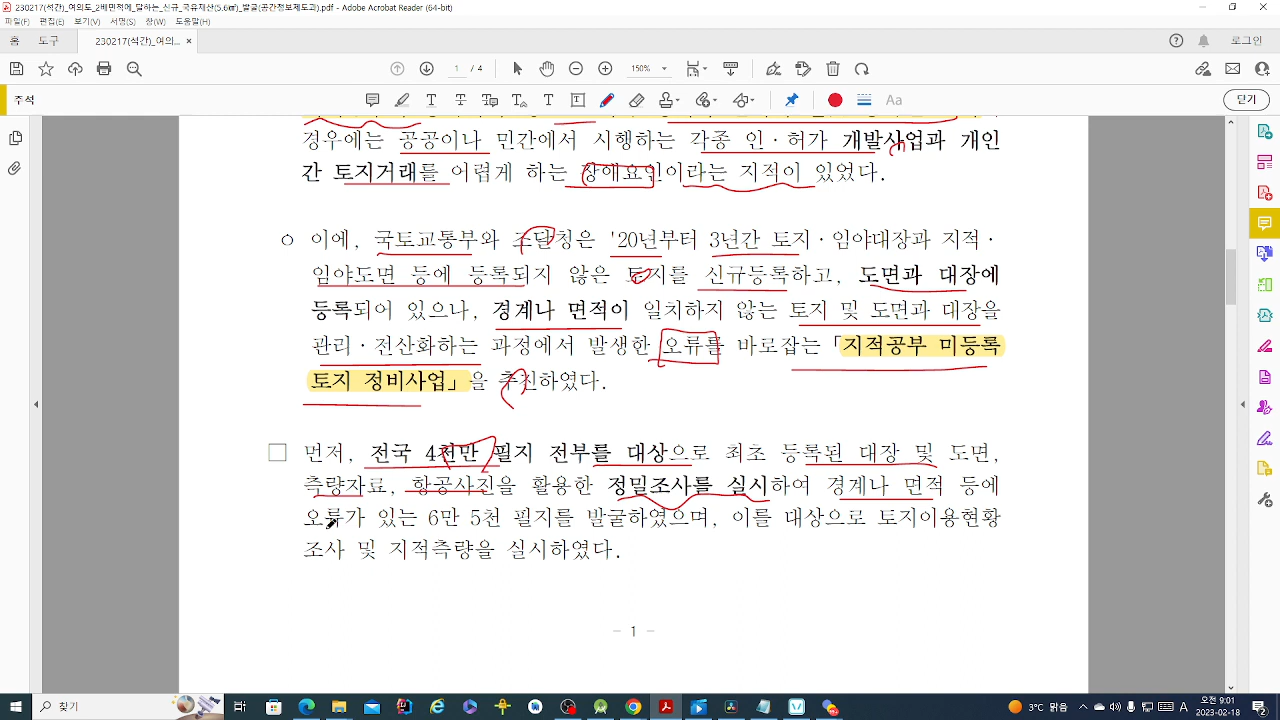 230217(석간)_여의도_2배면적에_달하는_신규_국유재산(5.6㎢)_발굴(공간정보제도과).pdf - Adobe Acrobat Reader (64-bit)
파일(F) 편집(E) 보기(V) 서명(S) 창(W) 도움말(H)
홈 도구 230217(석간)_여의도... × 로그인
1 / 4 150%
주석 Aa 닫기
경우에는 공공이나 민간에서 시행하는 각종 인·허가 개발사업과 개인
간 토지거래를 어렵게 하는 장애요인이라는 지적이 있었다.
○ 이에, 국토교통부와 조달청은 '20년부터 3년간 토지·임야대장과 지적·
임야도면 등에 등록되지 않은 토지를 신규등록하고, 도면과 대장에
등록되어 있으나, 경계나 면적이 일치하지 않는 토지 및 도면과 대장을
관리·전산화하는 과정에서 발생한 오류를 바로잡는 「지적공부 미등록
토지 정비사업」을 추진하였다.
□ 먼저, 전국 4천만 필지 전부를 대상으로 최초 등록된 대장 및 도면,
측량자료, 항공사진을 활용한 정밀조사를 실시하여 경계나 면적 등에
오류가 있는 6만 5천 필지를 발굴하였으며, 이를 대상으로 토지이용현황
조사 및 지적측량을 실시하였다.
- 1 -
찾기 3°C 맑음 A 오전 9:01
2023-02-18